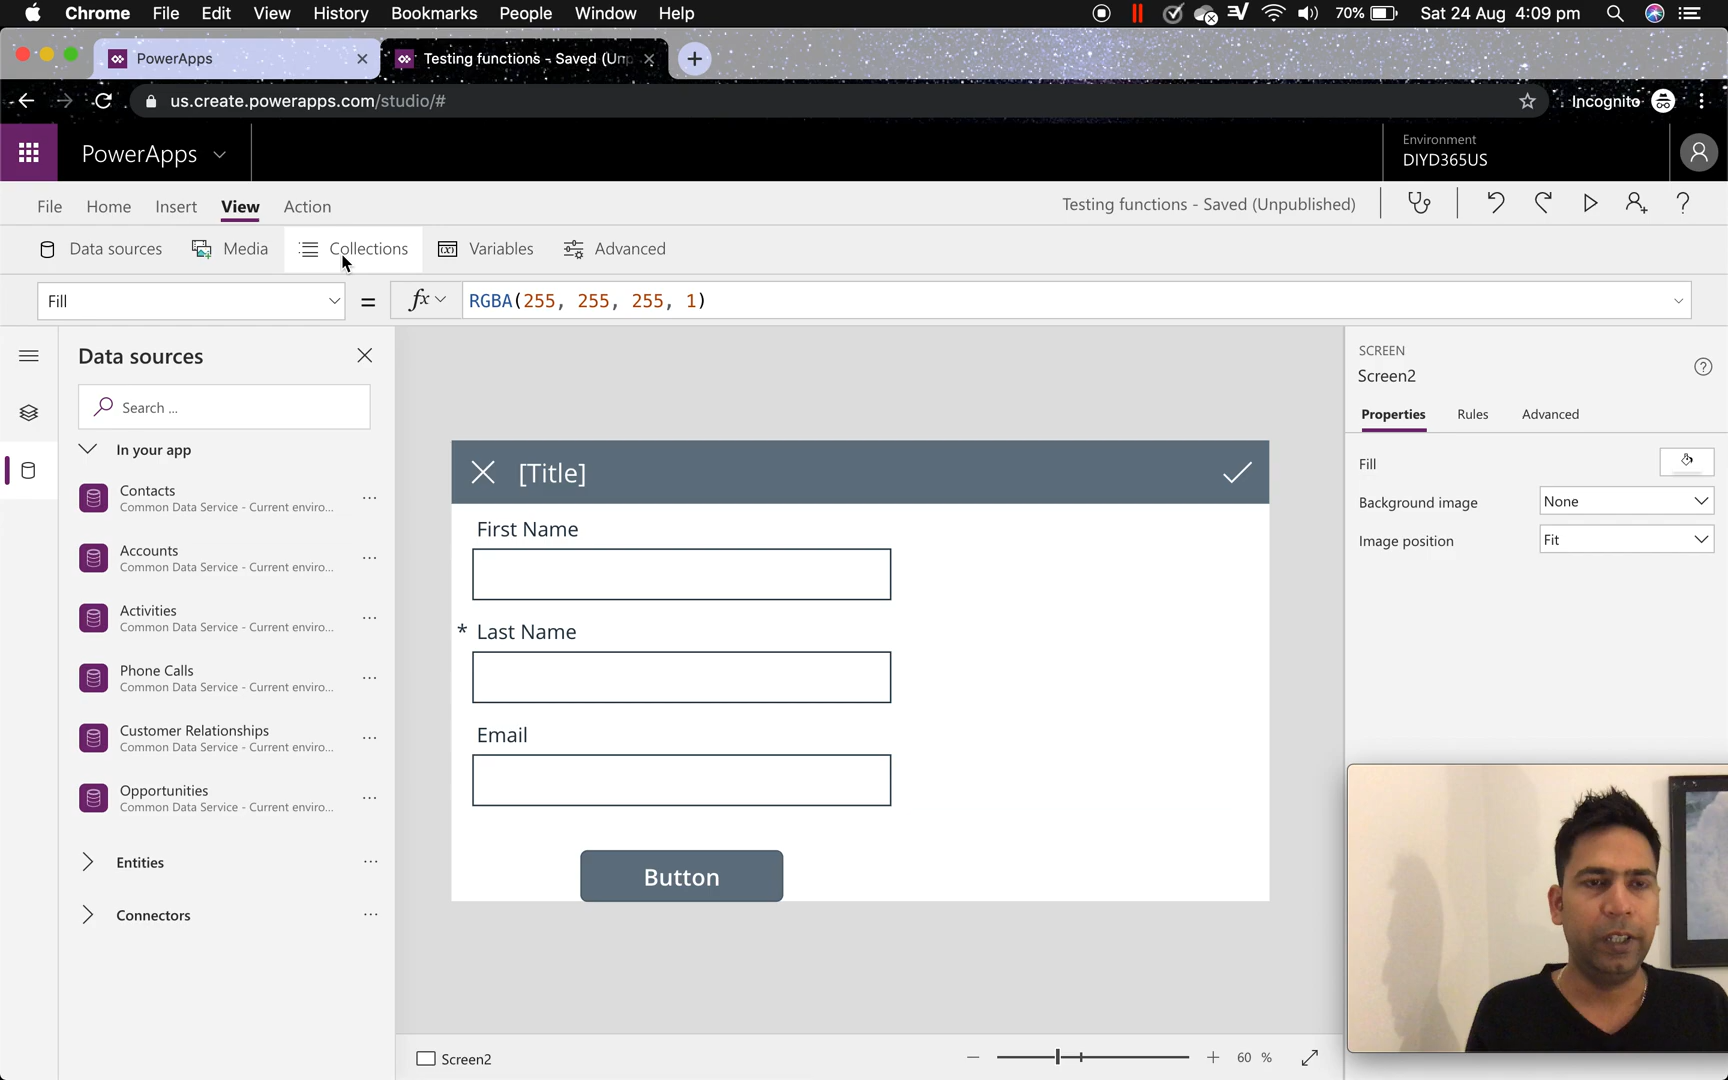 Chrome File Edit View History Bookmarks People Window Help 70% Sat 24 Aug 4:09 pm
PowerApps Testing functions - Saved (Un
us.create.powerapps.com/studio/# Incognito
PowerApps
Environment
DIYD365US
File Home Insert View Action Testing functions - Saved (Unpublished)
Data sources Media Collections Variables Advanced
Fill = fx RGBA(255, 255, 255, 1)
Data sources
Search ...
In your app
Contacts
Common Data Service - Current enviro...
Accounts
Common Data Service - Current enviro...
Activities
Common Data Service - Current enviro...
Phone Calls
Common Data Service - Current enviro...
Customer Relationships
Common Data Service - Current enviro...
Opportunities
Common Data Service - Current enviro...
Entities
Connectors
[Title]
First Name
* Last Name
Email
Button
SCREEN
Screen2
Properties Rules Advanced
Fill
Background image None
Image position Fit
Screen2
60 %